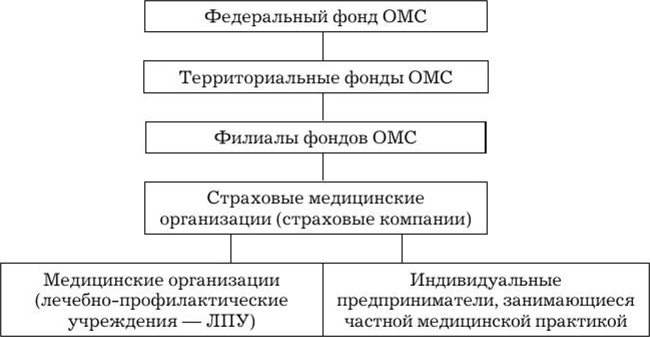 Федеральный фонд ОМС
Территориальные фонды ОМС
Филиалы фондов ОМС
Страховые медицинские
организации (страховые компании)
Медицинские организации
(лечебно-профилактические
учреждения — ЛПУ)
Индивидуальные
предприниматели, занимающиеся
частной медицинской практикой